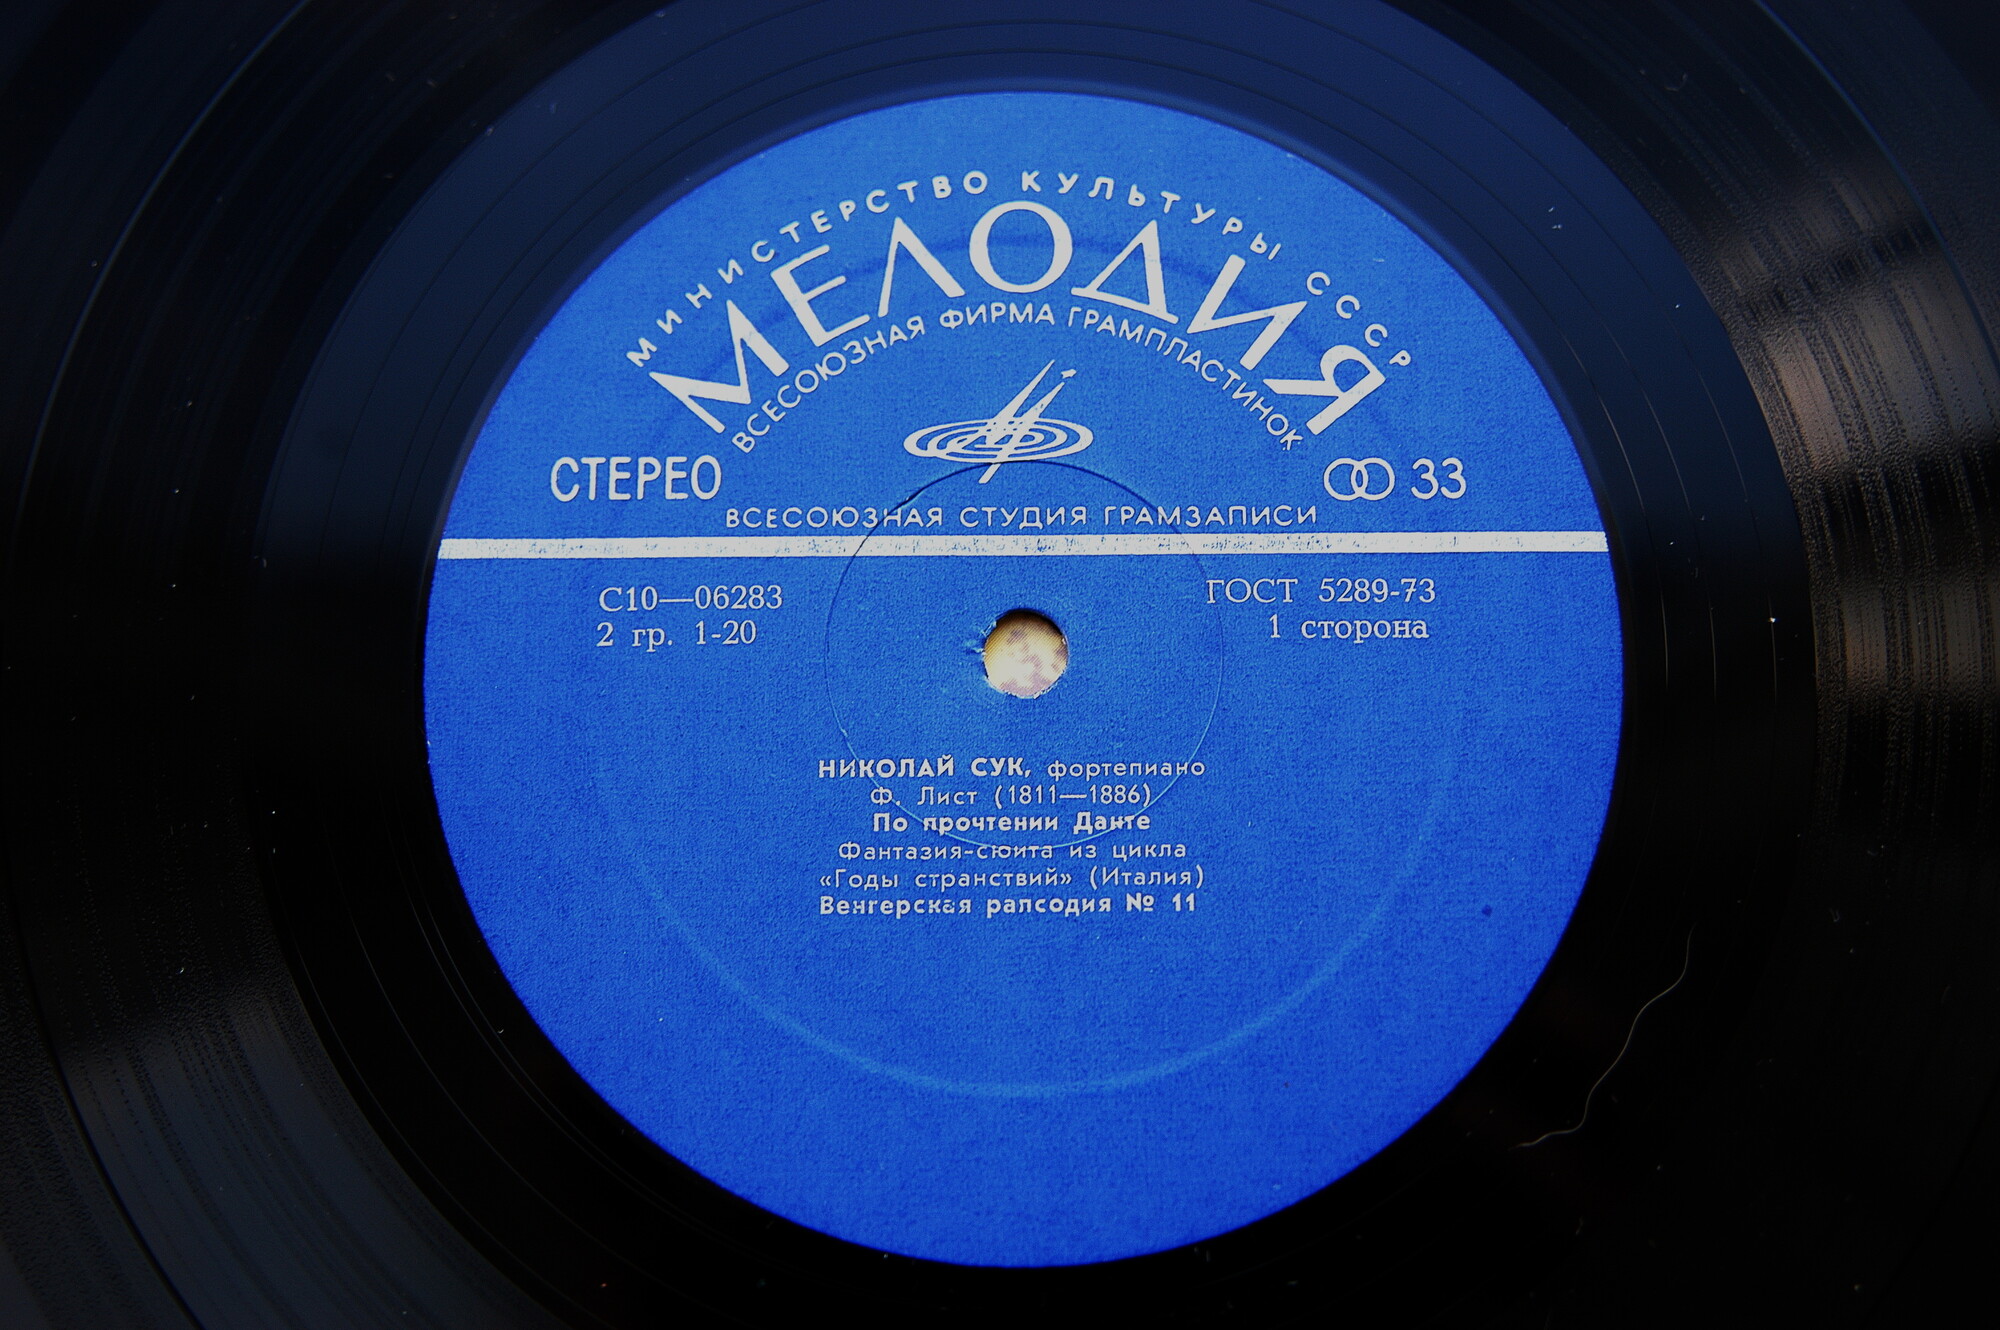 МИНИСТЕРСТВО КУЛЬТУРЫ СССР
МЕЛОДИЯ
ВСЕСОЮЗНАЯ ФИРМА ГРАМПЛАСТИНОК
СТЕРЕО
33
ВСЕСОЮЗНАЯ СТУДИЯ ГРАМЗАПИСИ
С10—06283
2 гр. 1-20
ГОСТ 5289-73
1 сторона
НИКОЛАЙ СУК, фортепиано
Ф. Лист (1811—1886)
По прочтении Данте
Фантазия-сюита из цикла
«Годы странствий» (Италия)
Венгерская рапсодия № 11